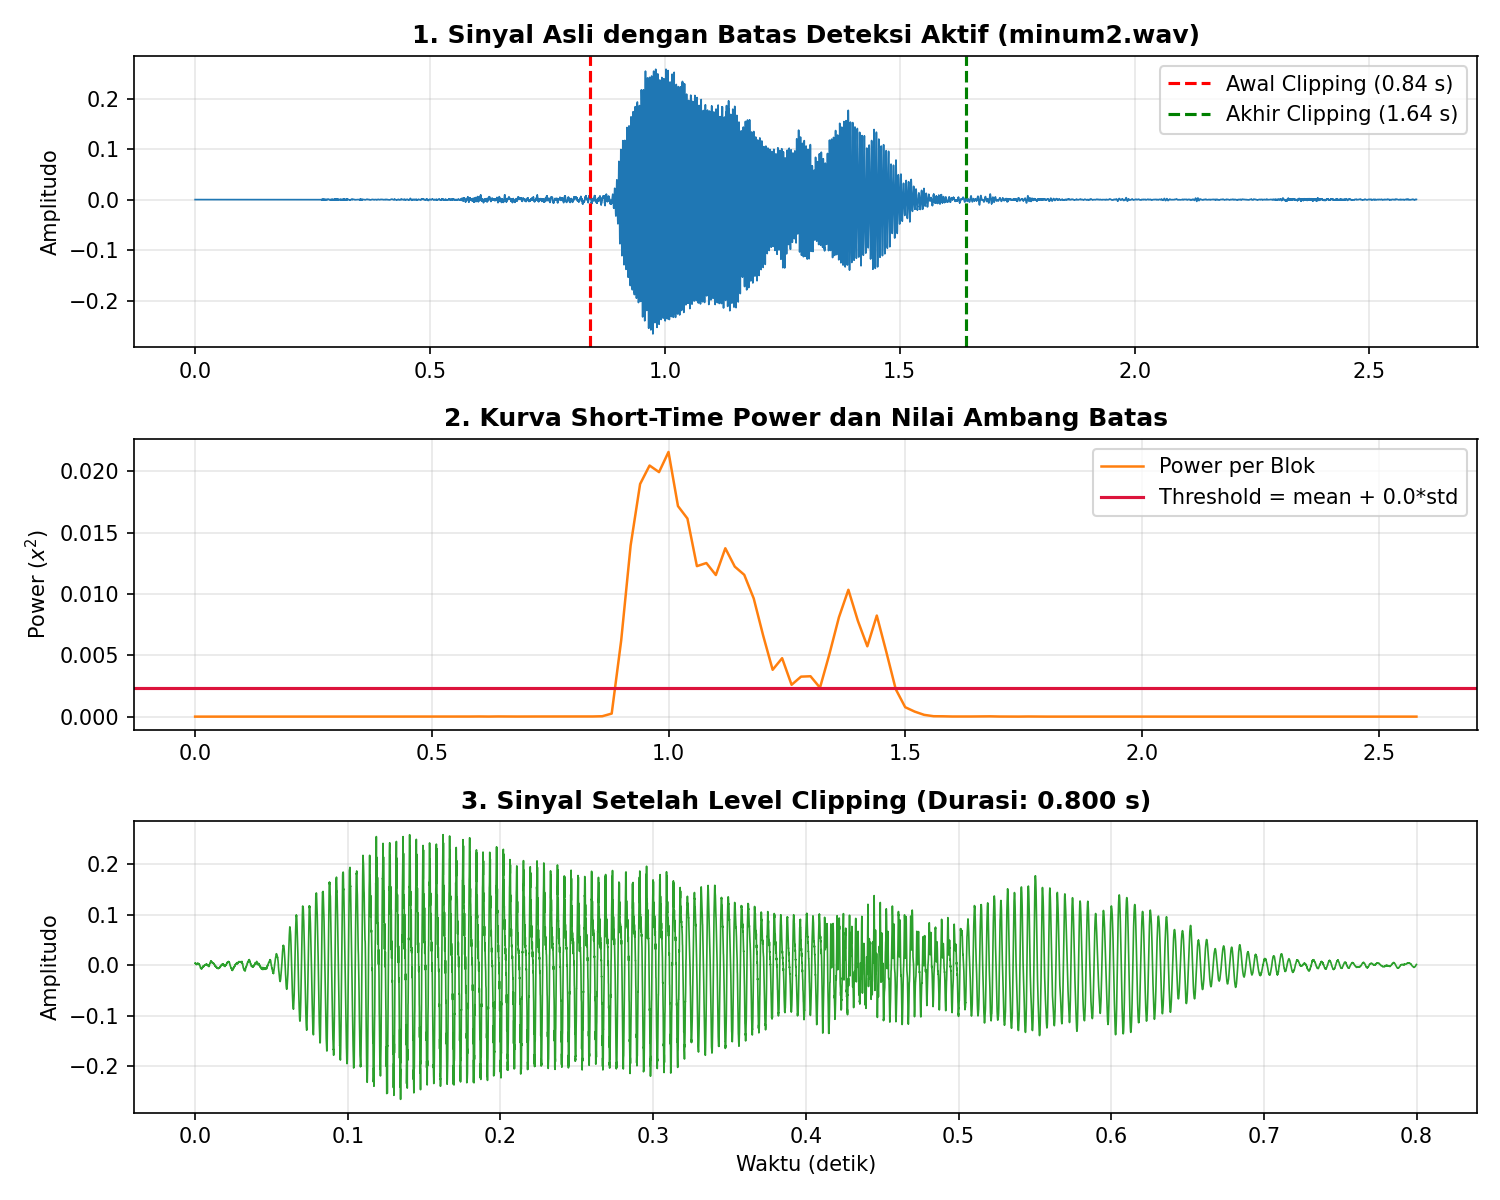 1. Sinyal Asli dengan Batas Deteksi Aktif (minum2.wav)
Amplitudo
0.2
0.1
0.0
−0.1
−0.2
Awal Clipping (0.84 s)
Akhir Clipping (1.64 s)
0.0 0.5 1.0 1.5 2.0 2.5
2. Kurva Short-Time Power dan Nilai Ambang Batas
Power (x²)
0.020
0.015
0.010
0.005
0.000
Power per Blok
Threshold = mean + 0.0*std
0.0 0.5 1.0 1.5 2.0 2.5
3. Sinyal Setelah Level Clipping (Durasi: 0.800 s)
Amplitudo
0.2
0.1
0.0
−0.1
−0.2
0.0 0.1 0.2 0.3 0.4 0.5 0.6 0.7 0.8
Waktu (detik)